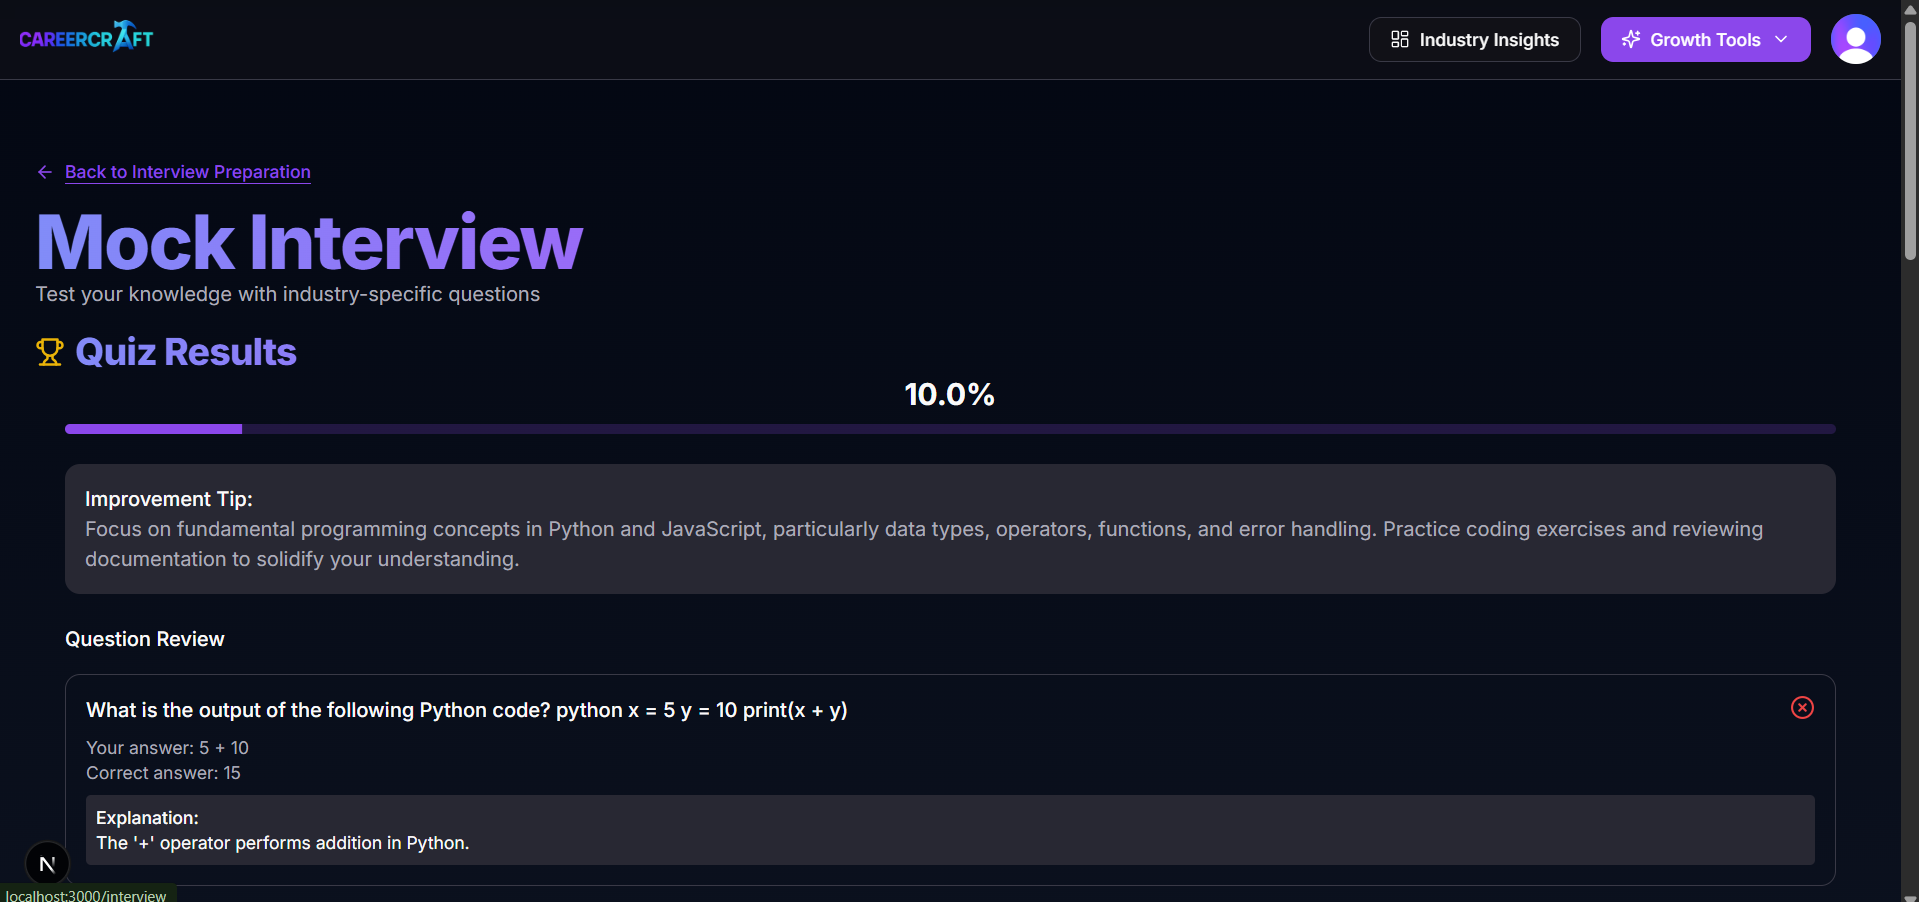 CAREERCRAFT
Industry Insights
Growth Tools
Back to Interview Preparation
Mock Interview
Test your knowledge with industry-specific questions
Quiz Results
10.0%
Improvement Tip:
Focus on fundamental programming concepts in Python and JavaScript, particularly data types, operators, functions, and error handling. Practice coding exercises and reviewing
documentation to solidify your understanding.
Question Review
What is the output of the following Python code? python x = 5 y = 10 print(x + y)
Your answer: 5 + 10
Correct answer: 15
Explanation:
The '+' operator performs addition in Python.
N
localhost:3000/interview